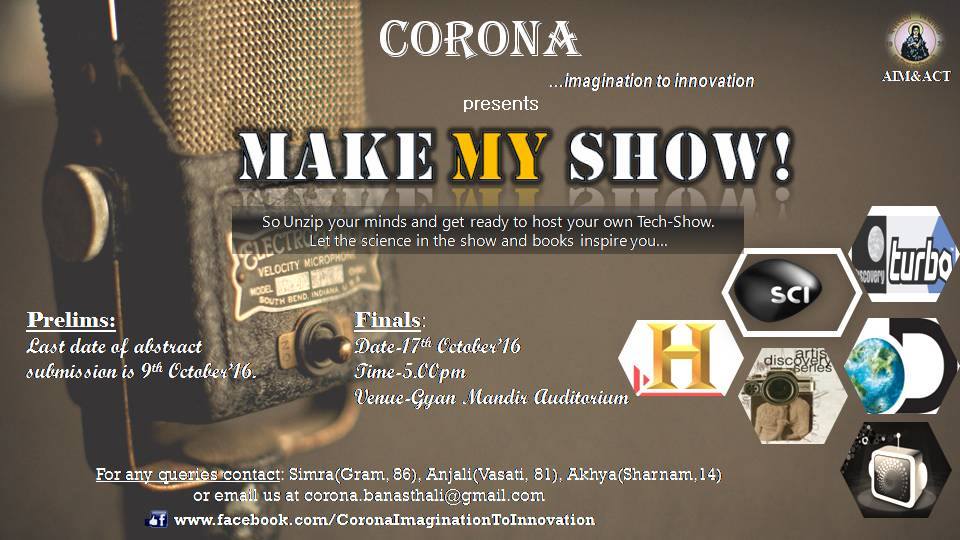 CORONA
AIM&ACT
...imagination to innovation
presents
MAKE MY SHOW!
So Unzip your minds and get ready to host your own Tech-Show.
Let the science in the show and books inspire you...
ELECTRO
VELOCITY MICROPHONE
MODEL
SOUTH BEND, INDIANA U.S.A.
discovery
turbo
SCI
H
artis
discovery
series
D
Prelims:
Last date of abstract
submission is 9th October'16.
Finals:
Date-17th October'16
Time-5.00pm
Venue-Gyan Mandir Auditorium
For any queries contact: Simra(Gram, 86), Anjali(Vasati, 81), Akhya(Sharnam,14)
or email us at corona.banasthali@gmail.com
f www.facebook.com/CoronaImaginationToInnovation